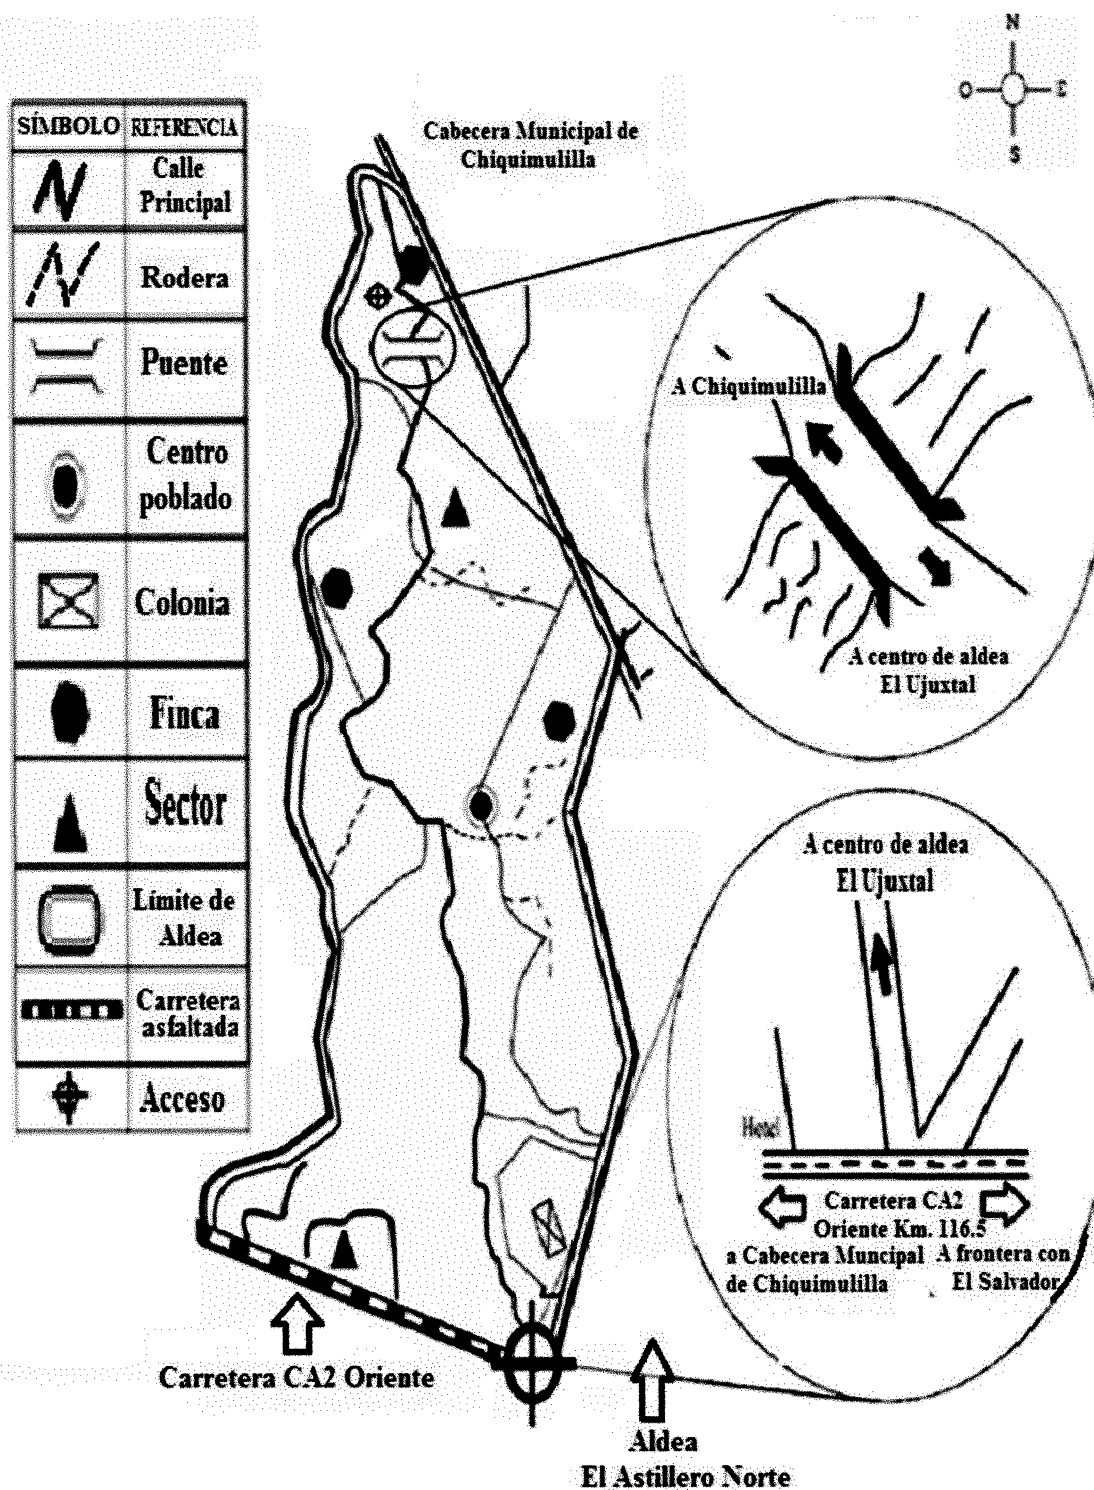 N
O
E
S
SÍMBOLO REFERENCIA
Calle
Principal
Rodera
Puente
Centro
poblado
Colonia
Finca
Sector
Límite de
Aldea
Carretera
asfaltada
Acceso
Cabecera Municipal de
Chiquimulilla
A Chiquimulilla
A centro de aldea
El Ujuxtal
A centro de aldea
El Ujuxtal
Hotel
Carretera CA2
Oriente Km. 116.5
a Cabecera Muncipal
de Chiquimulilla
A frontera con
El Salvador
Carretera CA2 Oriente
Aldea
El Astillero Norte